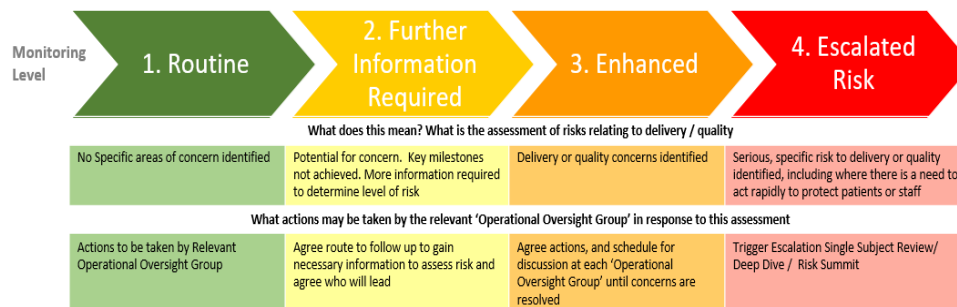 Monitoring
Level
1. Routine
2. Further
Information
Required
3. Enhanced
4. Escalated
Risk
What does this mean? What is the assessment of risks relating to delivery / quality
No Specific areas of concern identified
Potential for concern. Key milestones
not achieved. More information required
to determine level of risk
Delivery or quality concerns identified
Serious, specific risk to delivery or quality
identified, including where there is a need to
act rapidly to protect patients or staff
What actions may be taken by the relevant ‘Operational Oversight Group’ in response to this assessment
Actions to be taken by Relevant
Operational Oversight Group
Agree route to follow up to gain
necessary information to assess risk and
agree who will lead
Agree actions, and schedule for
discussion at each ‘Operational
Oversight Group’ until concerns are
resolved
Trigger Escalation Single Subject Review/
Deep Dive / Risk Summit